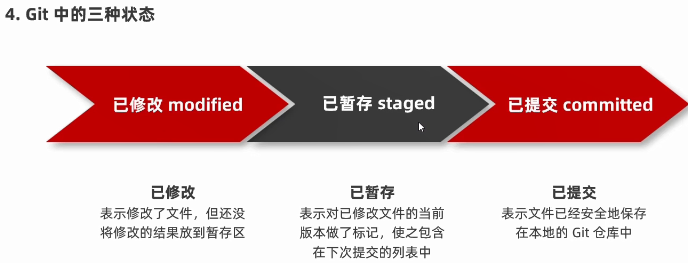 4. Git 中的三种状态
已修改 modified
已暂存 staged
已提交 committed
已修改
表示修改了文件，但还没
将修改的结果放到暂存区
已暂存
表示对已修改文件的当前
版本做了标记，使之包含
在下次提交的列表中
已提交
表示文件已经安全地保存
在本地的 Git 仓库中